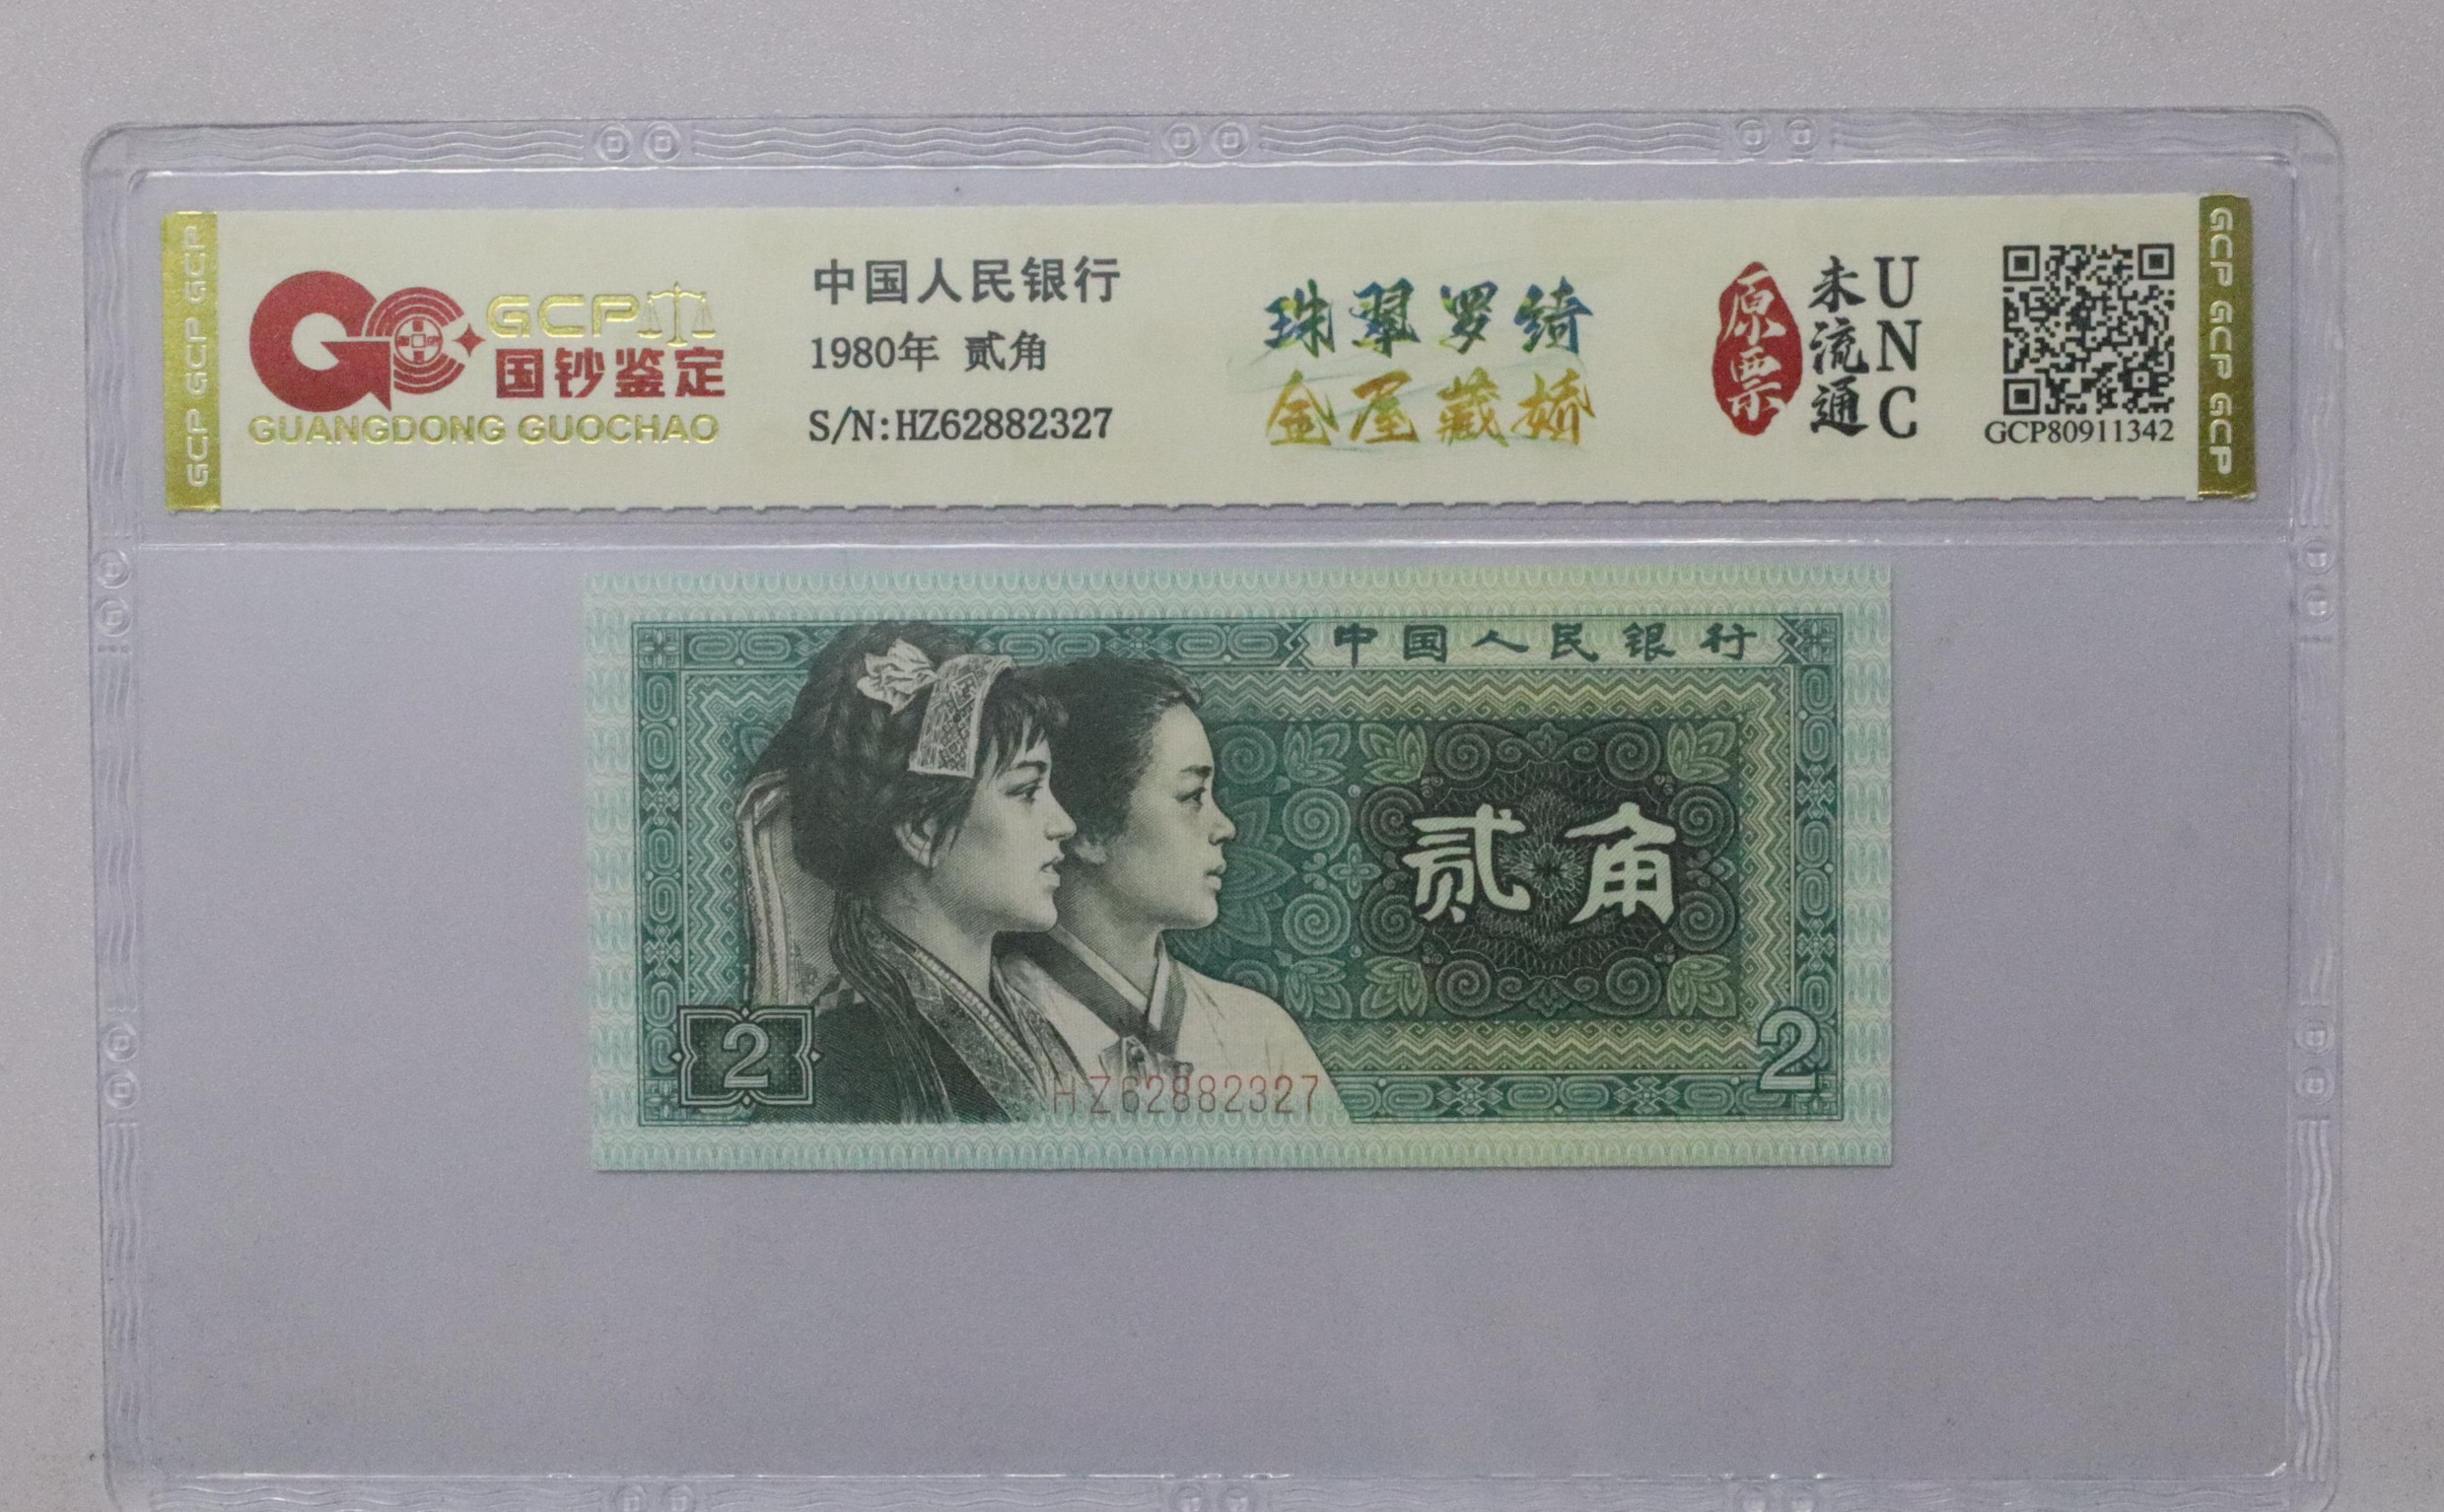 GCP GCP GCP
GCP
国钞鉴定
GUANGDONG GUOCHAO
中国人民银行
1980年 贰角
S/N:HZ62882327
珠翠罗绮
金屋藏娇
原票
未流通
UNC
GCP80911342
GCP GCP GCP
中国人民银行
贰角
2
HZ62882327
2